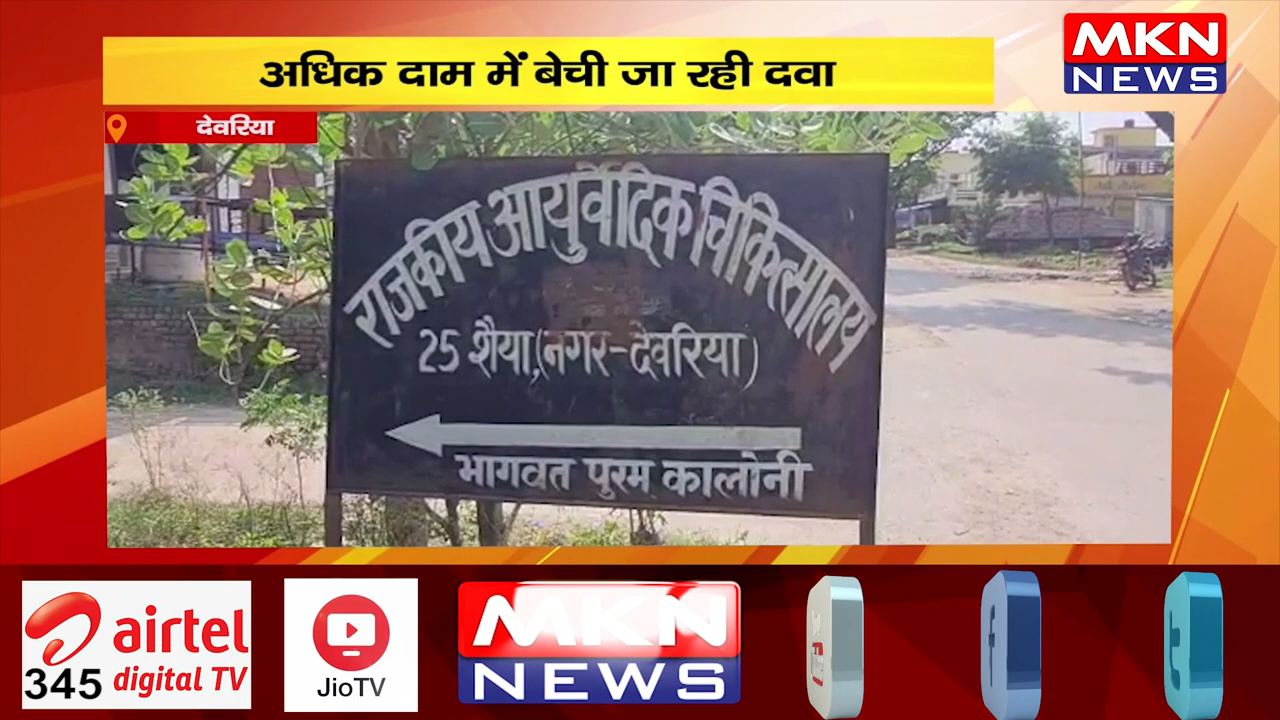 अधिक दाम में बेची जा रही दवा
MKN
NEWS
देवरिया
राजकीय आयुर्वेदिक चिकित्सालय
25 शैया,(नगर-देवरिया)
भागवत पुरम कालोनी
airtel
345 digital TV
JioTV
MKN
NEWS